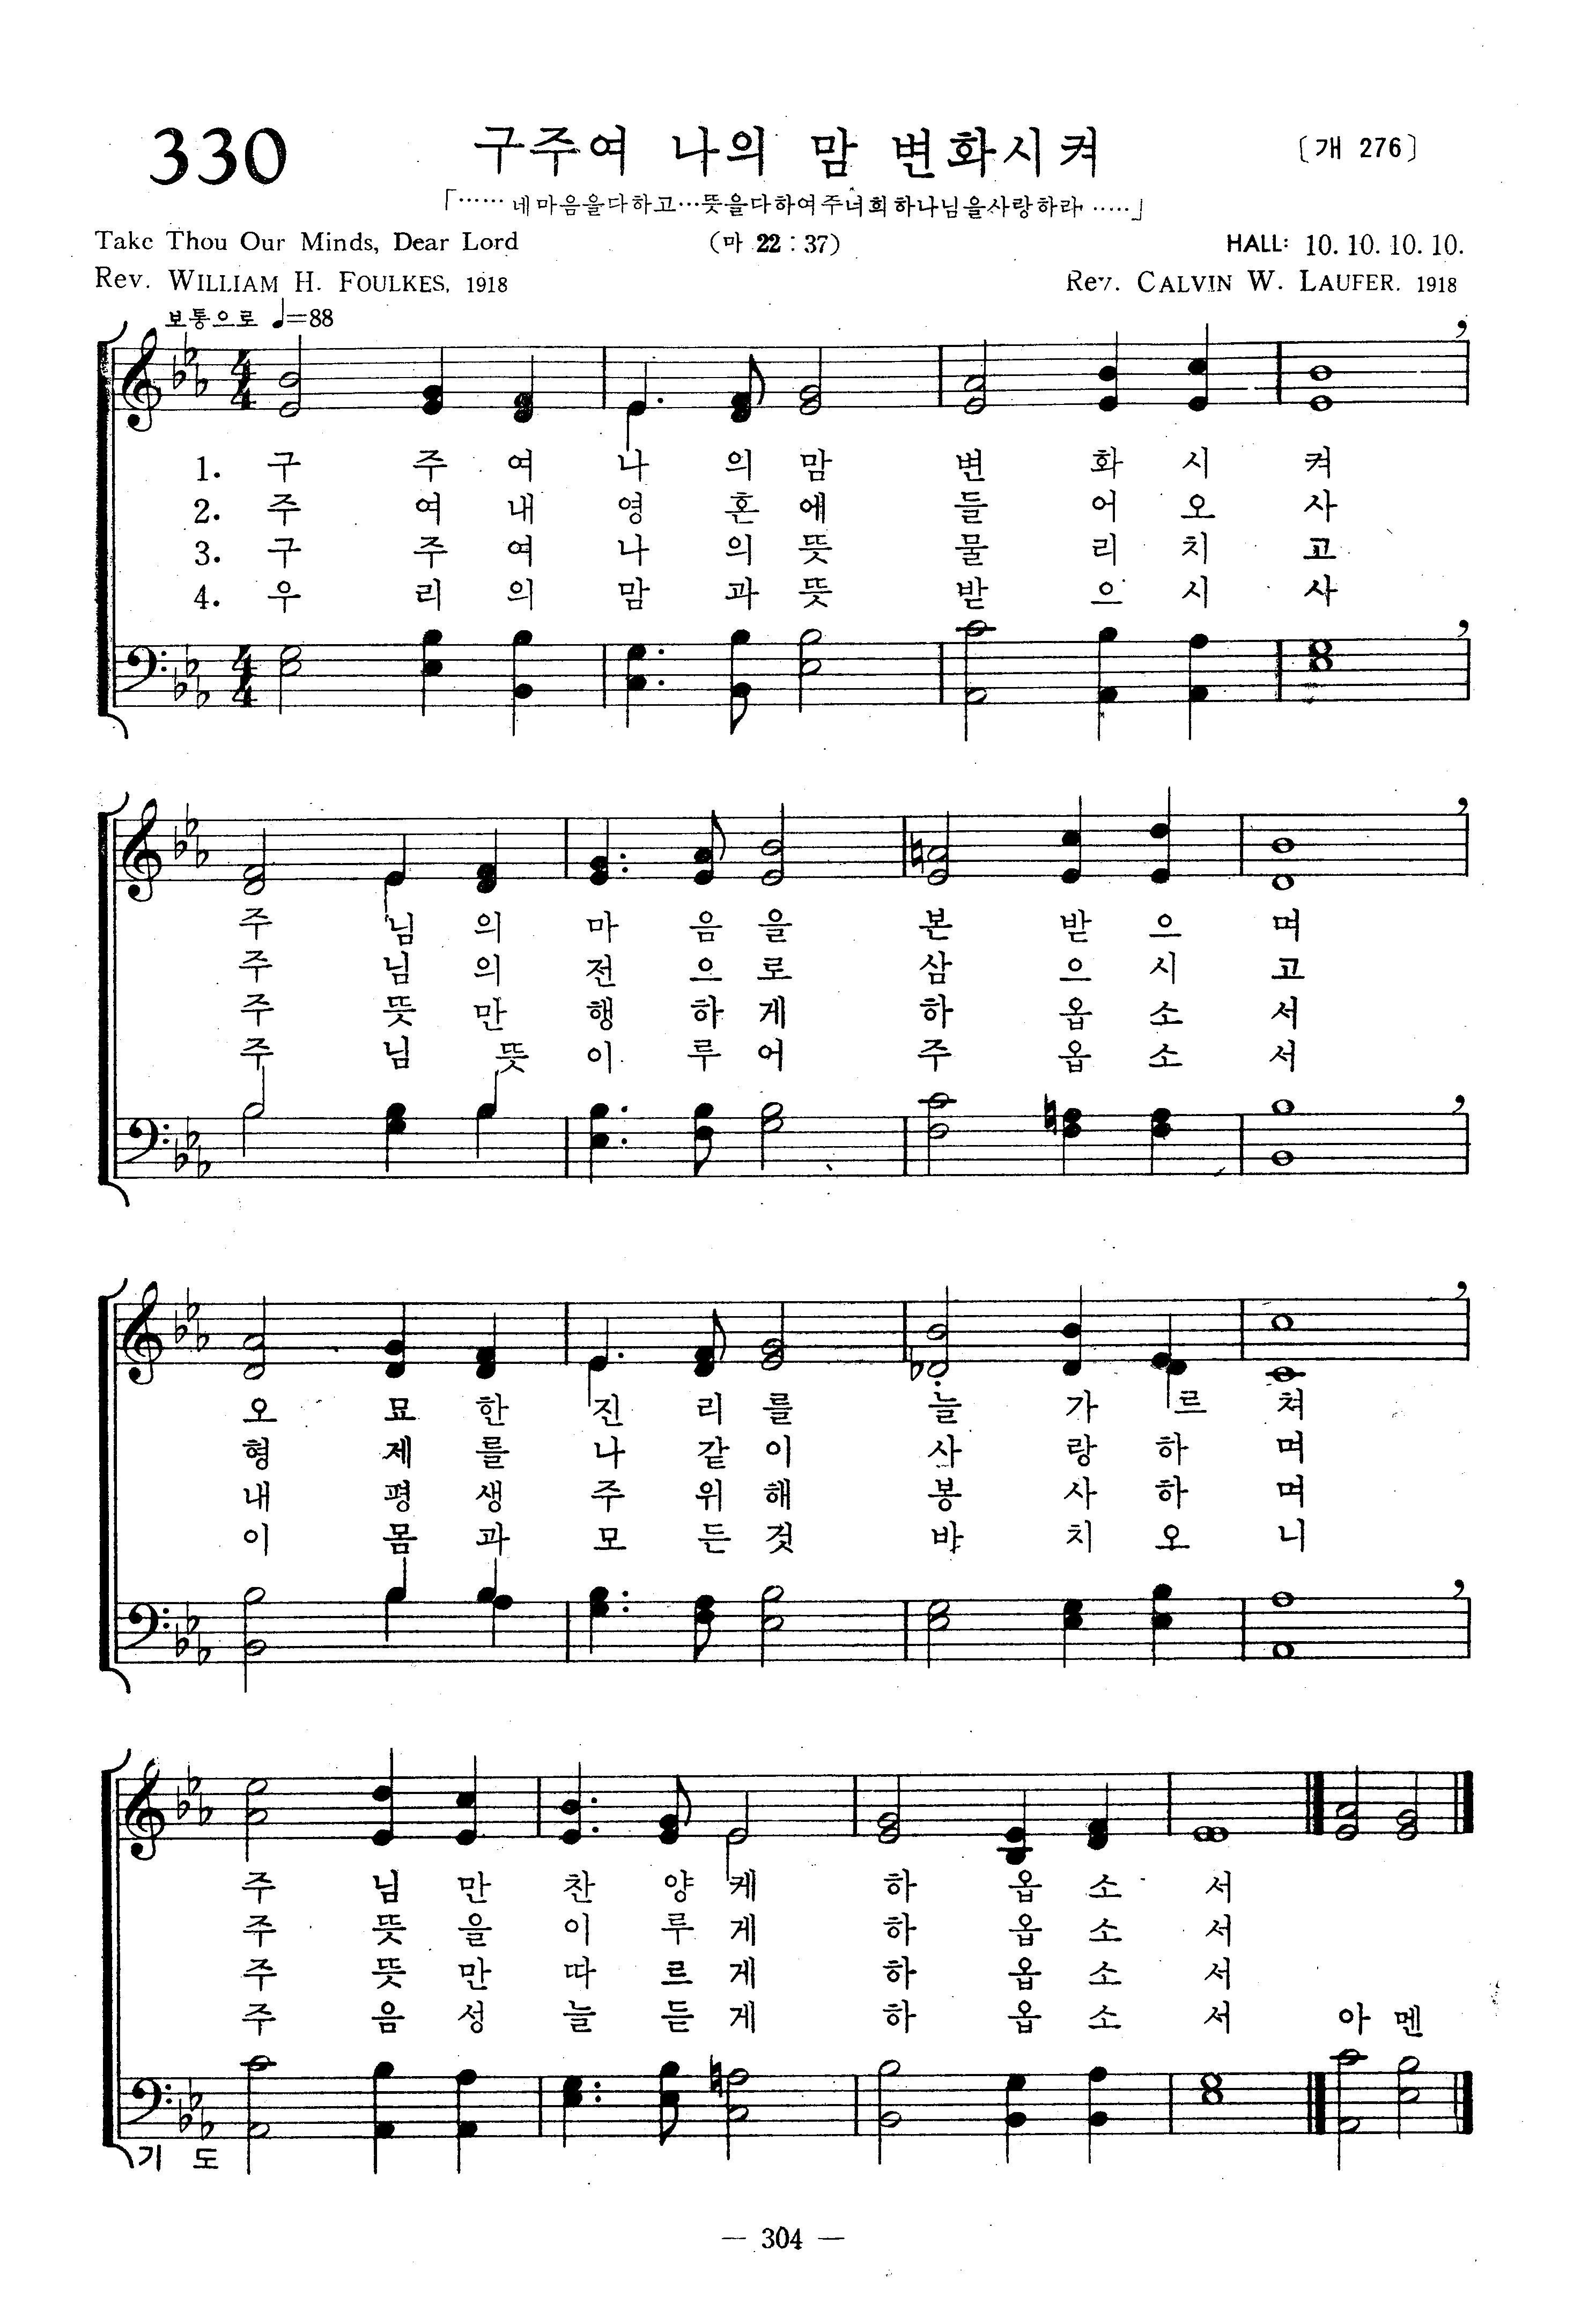 330
구주여 나의 맘 변화시켜
〔개 276〕
「……네 마음을 다하고…뜻을 다하여 주 너희 하나님을 사랑하라……」
Take Thou Our Minds, Dear Lord
(마 22 : 37)
HALL: 10. 10. 10. 10.
Rev. WILLIAM H. FOULKES, 1918
Rev. CALVIN W. LAUFER. 1918
보통으로 ♩=88
1. 구 주 여 나 의 맘 변 화 시 켜
2. 주 여 내 영 혼 에 들 어 오 사
3. 구 주 여 나 의 뜻 물 리 치 고
4. 우 리 의 맘 과 뜻 받 으 시 사
주 님 의 마 음 을 본 받 으 며
주 님 의 전 으 로 삼 으 시 고
주 뜻 만 행 하 게 하 옵 소 서
주 님 뜻 이 루 어 주 옵 소 서
오 묘 한 진 리 를 늘 가 르 쳐
형 제 를 나 같 이 사 랑 하 며
내 평 생 주 위 해 봉 사 하 며
이 몸 과 모 든 것 바 치 오 니
주 님 만 찬 양 케 하 옵 소 서
주 뜻 을 이 루 게 하 옵 소 서
주 뜻 만 따 르 게 하 옵 소 서
주 음 성 늘 듣 게 하 옵 소 서 아 멘
기 도
— 304 —